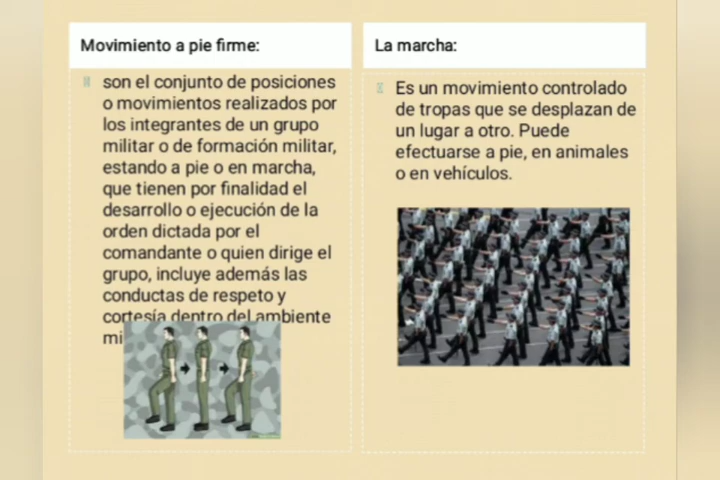 Movimiento a pie firme:
son el conjunto de posiciones
o movimientos realizados por
los integrantes de un grupo
militar o de formación militar,
estando a pie o en marcha,
que tienen por finalidad el
desarrollo o ejecución de la
orden dictada por el
comandante o quien dirige el
grupo, incluye además las
conductas de respeto y
cortesía dentro del ambiente
mi
La marcha:
Es un movimiento controlado
de tropas que se desplazan de
un lugar a otro. Puede
efectuarse a pie, en animales
o en vehículos.